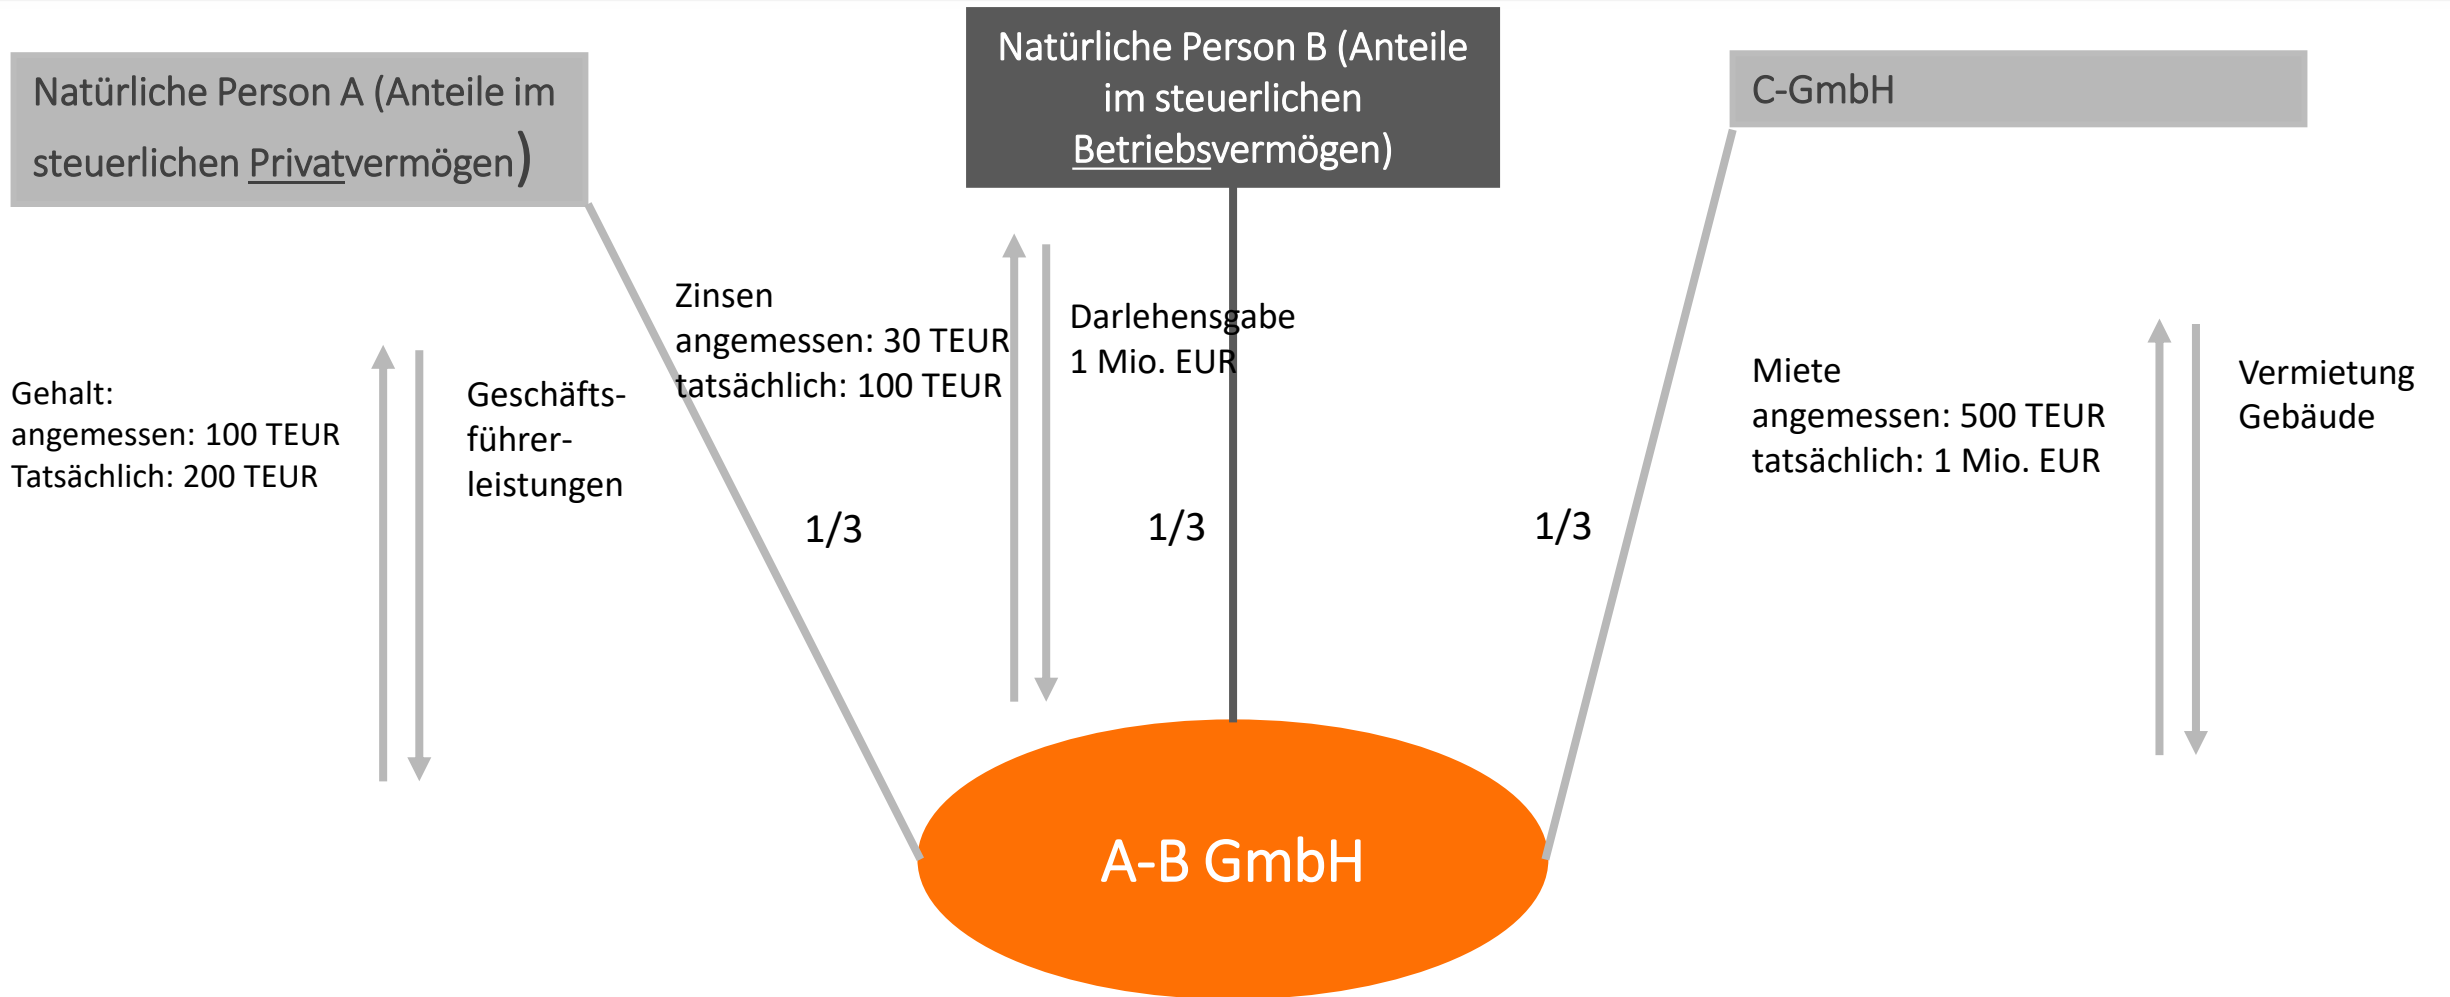 Natürliche Person A (Anteile im
steuerlichen Privatvermögen)
Natürliche Person B (Anteile
im steuerlichen
Betriebsvermögen)
C-GmbH
Gehalt:
angemessen: 100 TEUR
Tatsächlich: 200 TEUR
Geschäfts-
führer-
leistungen
Zinsen
angemessen: 30 TEUR
tatsächlich: 100 TEUR
Darlehensgabe
1 Mio. EUR
Miete
angemessen: 500 TEUR
tatsächlich: 1 Mio. EUR
Vermietung
Gebäude
1/3
1/3
1/3
A-B GmbH